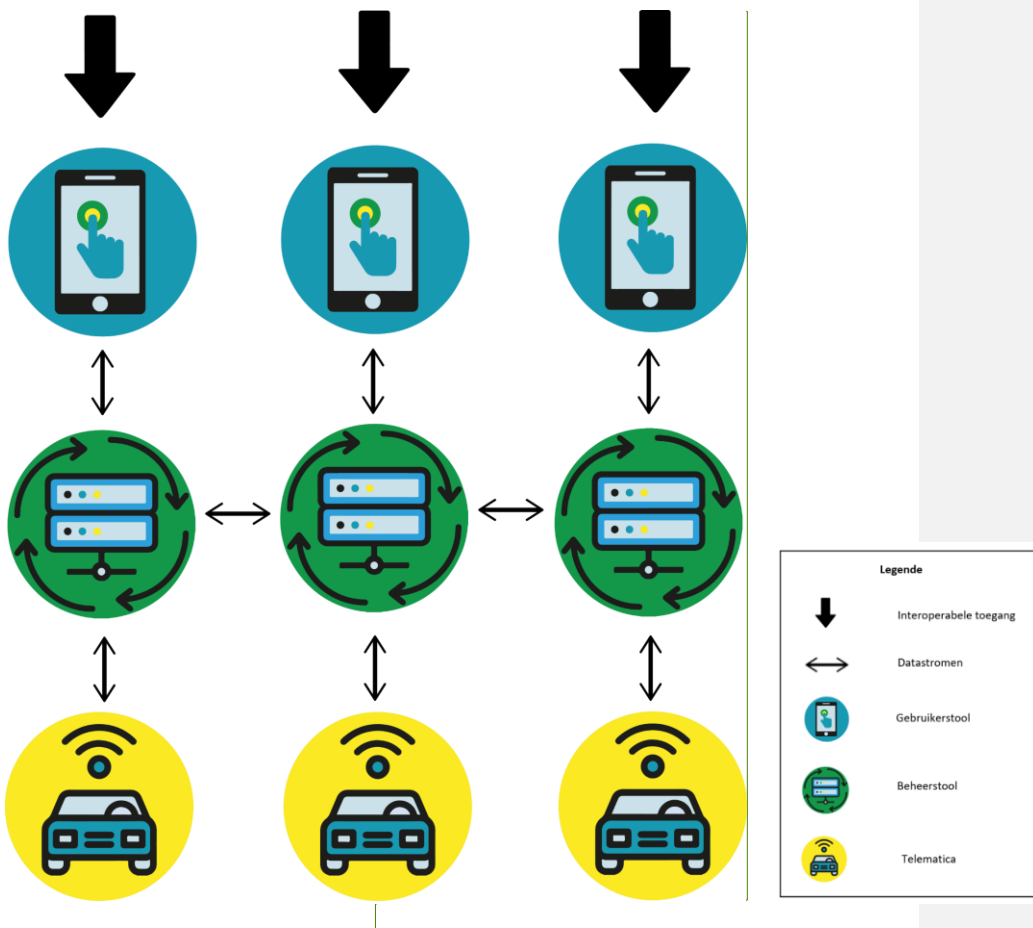 Legende
Interoperabele toegang
Datastromen
Gebruikerstool
Beheerstool
Telematica